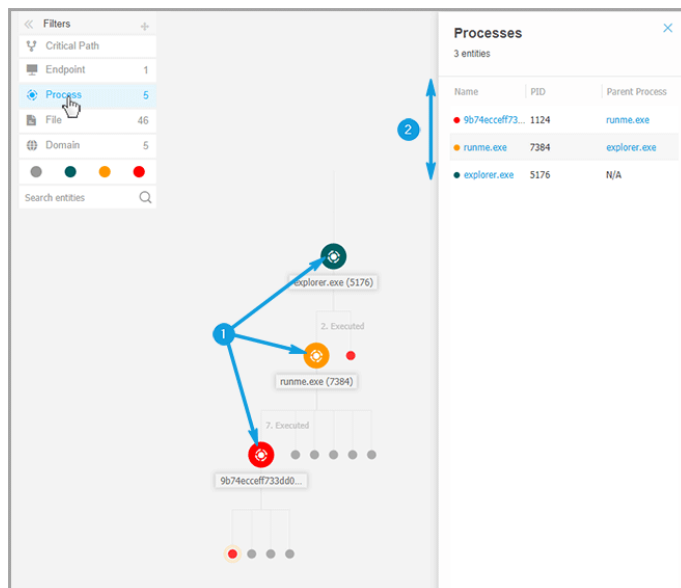 Filters
Critical Path
Endpoint 1
Process 5
File 46
Domain 5
Search entities
explorer.exe (5176)
2. Executed
runme.exe (7384)
7. Executed
9b74ecceff733dd0...
1
2
Processes
3 entities
Name PID Parent Process
9b74ecceff73... 1124 runme.exe
runme.exe 7384 explorer.exe
explorer.exe 5176 N/A